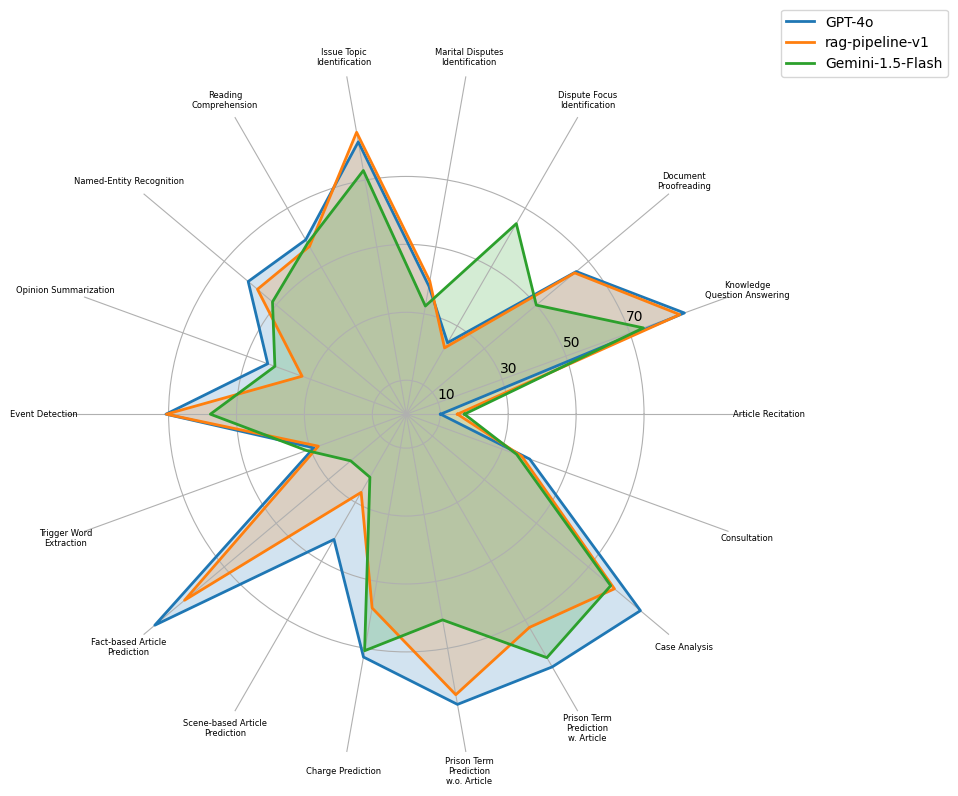 GPT-4o
rag-pipeline-v1
Gemini-1.5-Flash
Issue Topic
Identification
Marital Disputes
Identification
Reading
Comprehension
Dispute Focus
Identification
Named-Entity Recognition
Document
Proofreading
Opinion Summarization
Knowledge
Question Answering
70
50
30
10
Event Detection
Article Recitation
Trigger Word
Extraction
Consultation
Fact-based Article
Prediction
Case Analysis
Scene-based Article
Prediction
Prison Term
Prediction
w. Article
Charge Prediction
Prison Term
Prediction
w.o. Article